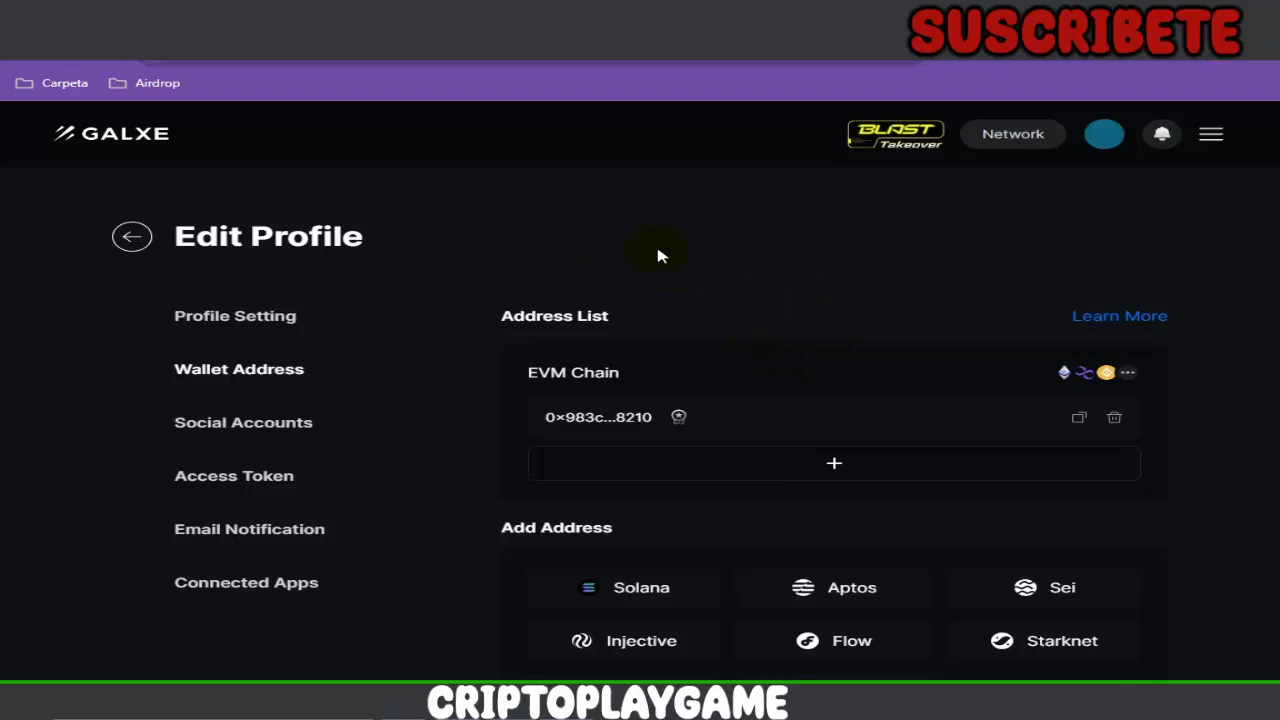 SUSCRIBETE
Carpeta Airdrop
GALXE BLAST Takeover Network
Edit Profile
Profile Setting
Wallet Address
Social Accounts
Access Token
Email Notification
Connected Apps
Address List Learn More
EVM Chain
0×983c...8210
+
Add Address
Solana Aptos Sei
Injective Flow Starknet
CRIPTOPLAYGAME